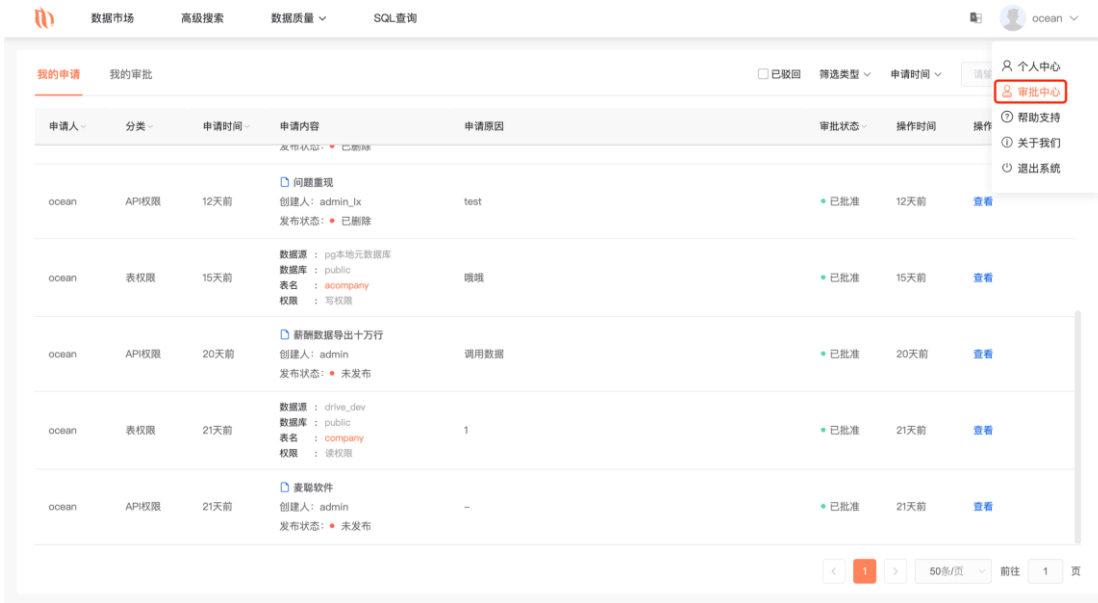 数据市场 高级搜索 数据质量 SQL查询 ocean
我的申请 我的审批 已驳回 筛选类型 申请时间 请输
个人中心
审批中心
帮助支持
关于我们
退出系统
申请人 分类 申请时间 申请内容 申请原因 审批状态 操作时间 操作
发布状态: 已删除
问题重现
ocean API权限 12天前 创建人: admin_lx test 已批准 12天前 查看
发布状态: 已删除
数据源 : pg本地元数据库
数据库 : public
ocean 表权限 15天前 表名 : acompany 哦哦 已批准 15天前 查看
权限 : 写权限
薪酬数据导出十万行
ocean API权限 20天前 创建人: admin 调用数据 已批准 20天前 查看
发布状态: 未发布
数据源 : drive_dev
数据库 : public
ocean 表权限 21天前 表名 : company 1 已批准 21天前 查看
权限 : 读权限
麦聪软件
ocean API权限 21天前 创建人: admin – 已批准 21天前 查看
发布状态: 未发布
1 50条/页 前往 1 页